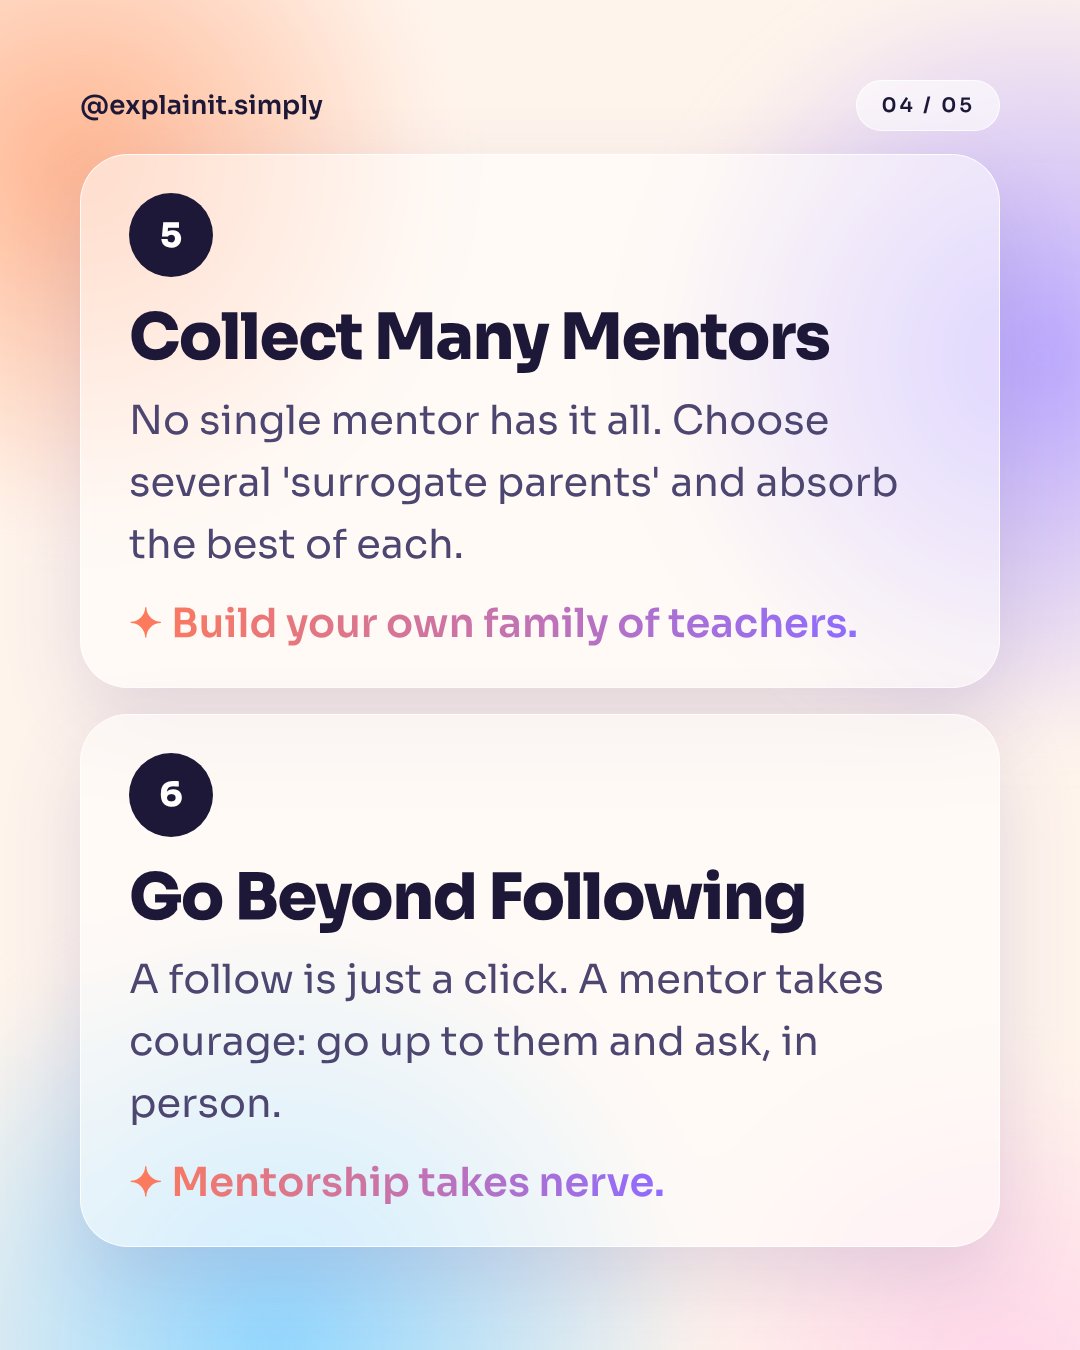 @explainit.simply
04 / 05
5
Collect Many Mentors
No single mentor has it all. Choose
several 'surrogate parents' and absorb
the best of each.
✦ Build your own family of teachers.
6
Go Beyond Following
A follow is just a click. A mentor takes
courage: go up to them and ask, in
person.
✦ Mentorship takes nerve.